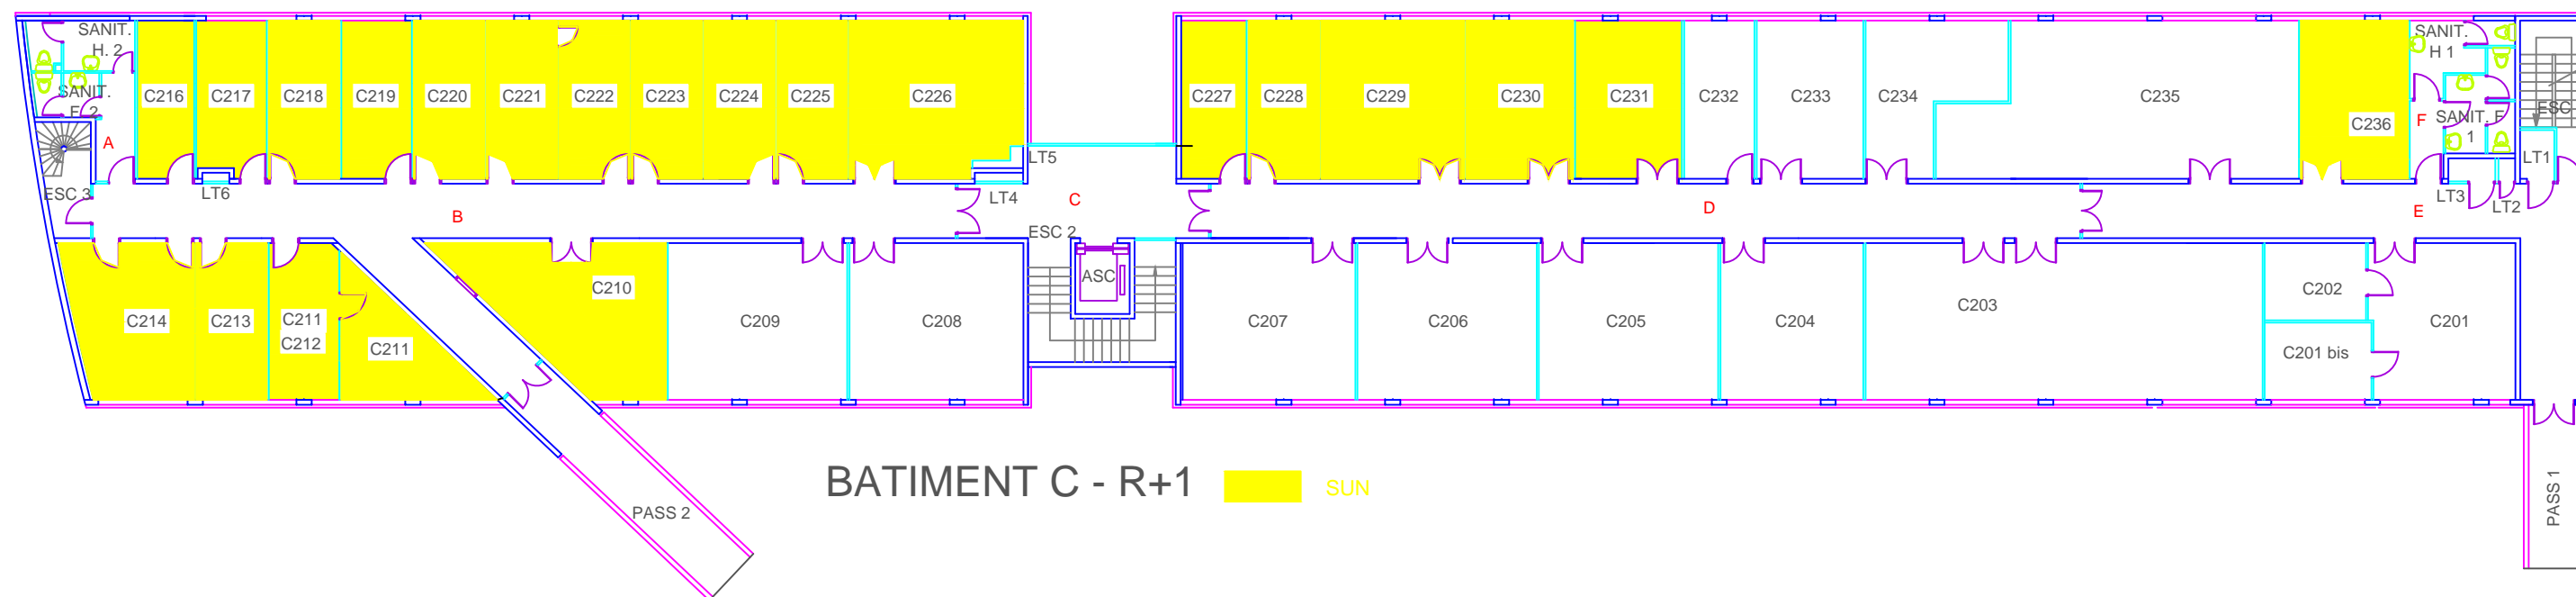 SANIT.
H. 2
SANIT.
F. 2
C216
C217
C218
C219
C220
C221
C222
C223
C224
C225
C226
C227
C228
C229
C230
C231
C232
C233
C234
C235
C236
SANIT.
H 1
SANIT. F
1
ESC
A
F
LT5
LT1
ESC 3
LT6
B
LT4
C
D
E
LT3
LT2
ESC 2
ASC
C214
C213
C211
C212
C211
C210
C209
C208
C207
C206
C205
C204
C203
C202
C201
C201 bis
BATIMENT C - R+1
SUN
PASS 2
PASS 1